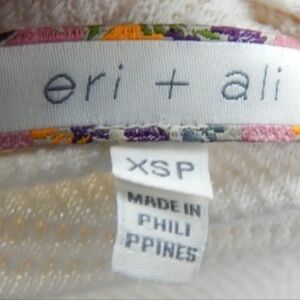 eri + ali
XSP
MADE IN
PHILI
PPINES